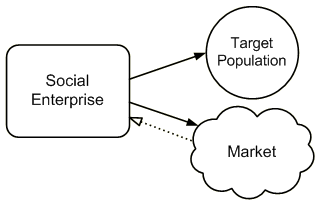 Social
Enterprise
Target
Population
Market